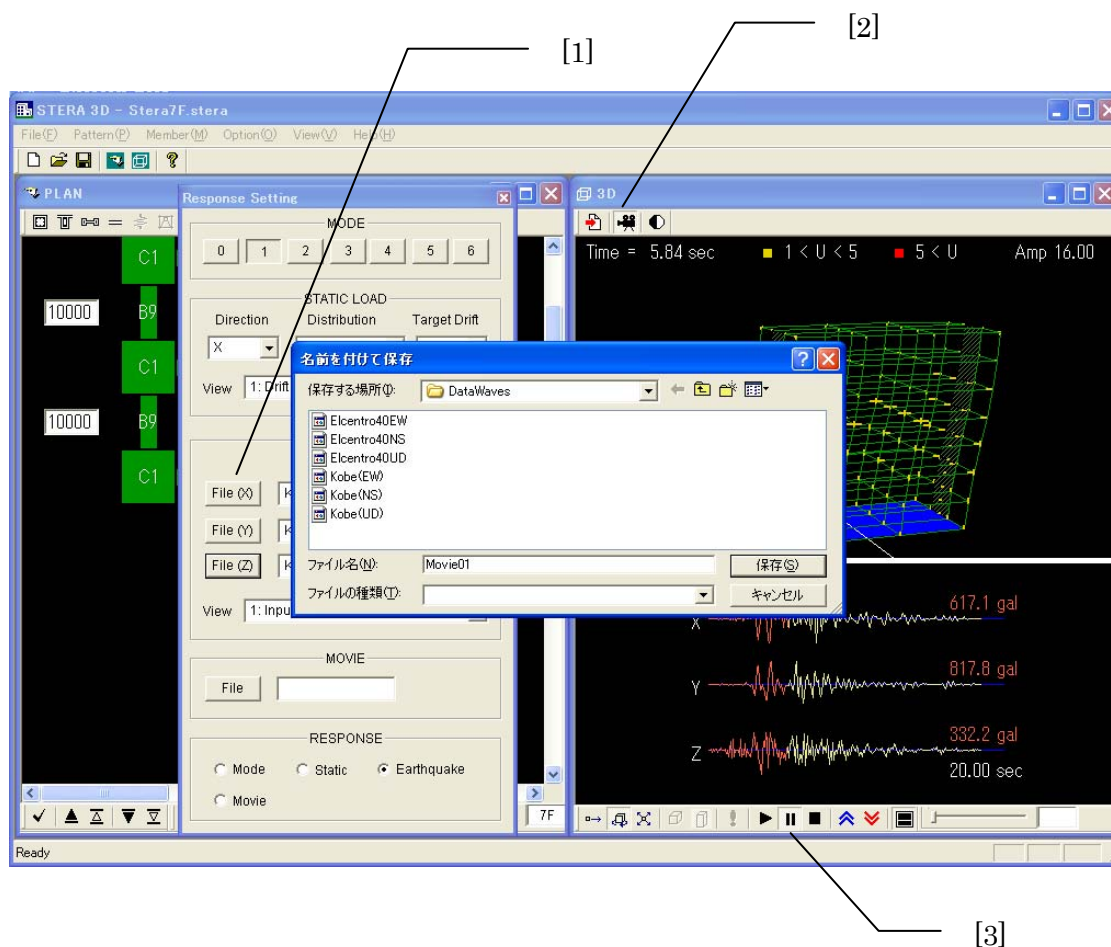 [1]
[2]
STERA 3D - Stera7F.stera
File(F) Pattern(P) Member(M) Option(O) View(V) Help(H)
PLAN
Response Setting
3D
MODE
0 1 2 3 4 5 6
Time = 5.84 sec 1 < U < 5 5 < U Amp 16.00
C1
10000 B9
C1
10000 B9
C1
STATIC LOAD
Direction Distribution Target Drift
X
View 1: Drift
名前を付けて保存
保存する場所(I): DataWaves
Elcentro40EW
Elcentro40NS
Elcentro40UD
Kobe(EW)
Kobe(NS)
Kobe(UD)
ファイル名(N): Movie01 保存(S)
ファイルの種類(T): キャンセル
File (X) K
File (Y) K
File (Z) K
View 1: Inpu
MOVIE
File
RESPONSE
Mode Static Earthquake
Movie
7F
X 617.1 gal
Y 817.8 gal
Z 332.2 gal
20.00 sec
Ready
[3]